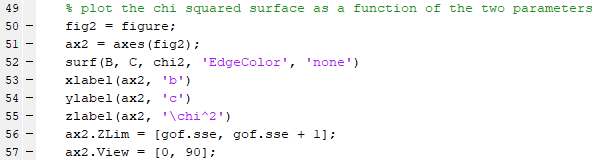 49 % plot the chi squared surface as a function of the two parameters
50 - fig2 = figure;
51 - ax2 = axes(fig2);
52 - surf(B, C, chi2, 'EdgeColor', 'none')
53 - xlabel(ax2, 'b')
54 - ylabel(ax2, 'c')
55 - zlabel(ax2, '\chi^2')
56 - ax2.ZLim = [gof.sse, gof.sse + 1];
57 - ax2.View = [0, 90];